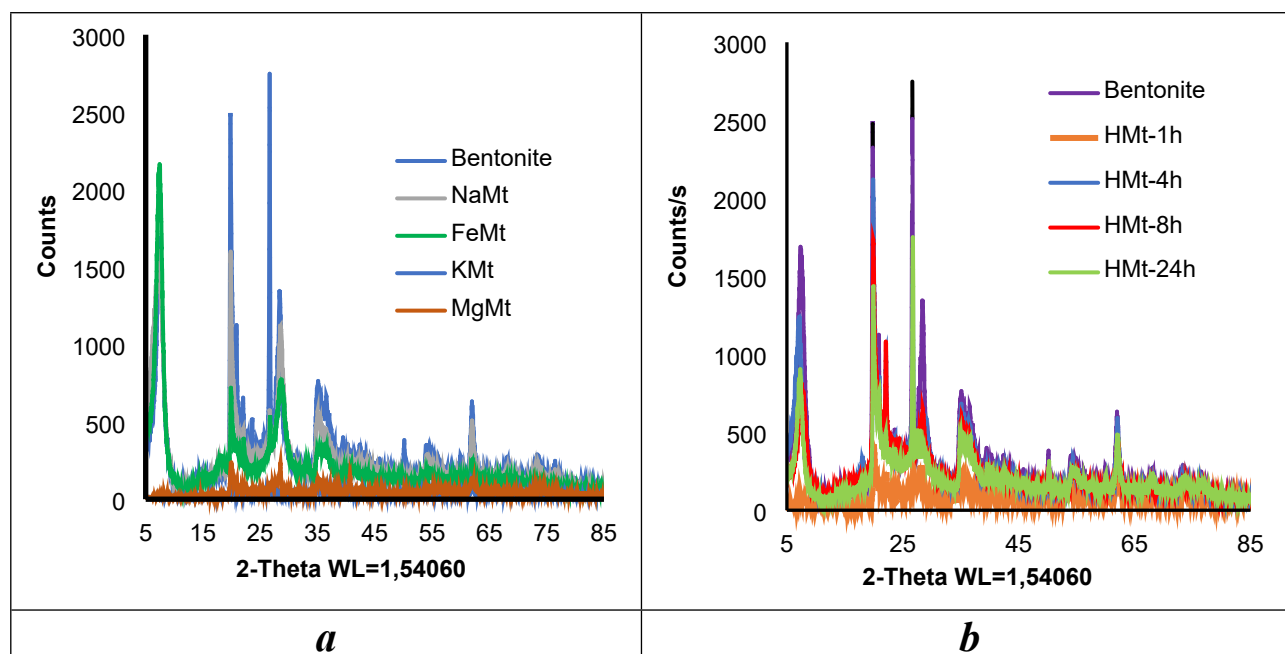 3000
2500
2000
1500
1000
500
0
Counts
5 15 25 35 45 55 65 75 85
2-Theta WL=1,54060
Bentonite
NaMt
FeMt
KMt
MgMt
a
3000
2500
2000
1500
1000
500
0
Counts/s
5 25 45 65 85
2-Theta WL=1,54060
Bentonite
HMt-1h
HMt-4h
HMt-8h
HMt-24h
b